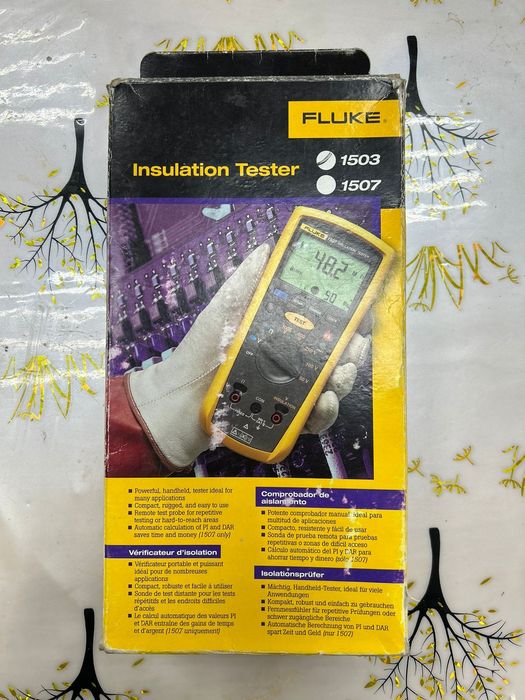 FLUKE®
Insulation Tester
1503
1507
FLUKE
48.2
TEST
OFF
COM
INSULATION
Powerful, handheld, tester ideal for
many applications
Compact, rugged, and easy to use
Remote test probe for repetitive
testing or hard-to-reach areas
Automatic calculation of PI and DAR
saves time and money (1507 only)
Vérificateur d'isolation
Vérificateur portable et puissant
idéal pour de nombreuses
applications
Compact, robuste et facile à utiliser
Sonde de test distante pour les tests
répétitifs et les endroits difficiles
d'accès
Le calcul automatique des valeurs PI
et DAR entraîne des gains de temps
et d'argent (1507 uniquement)
Comprobador de
aislamiento
Potente comprobador manual ideal para
multitud de aplicaciones
Compacto, resistente y fácil de usar
Sonda de prueba remota para pruebas
repetitivas o zonas de difícil acceso
Cálculo automático del PI y DAR para
ahorrar tiempo y dinero (sólo 1507)
Isolationsprüfer
Mächtig, Handheld-Tester, ideal für viele
Anwendungen
Kompakt, robust und einfach zu gebrauchen
Fernmessfühler für repetitive Prüfungen oder
schwer zugängliche Bereiche
Automatische Berechnung von PI und DAR
spart Zeit und Geld (nur 1507)